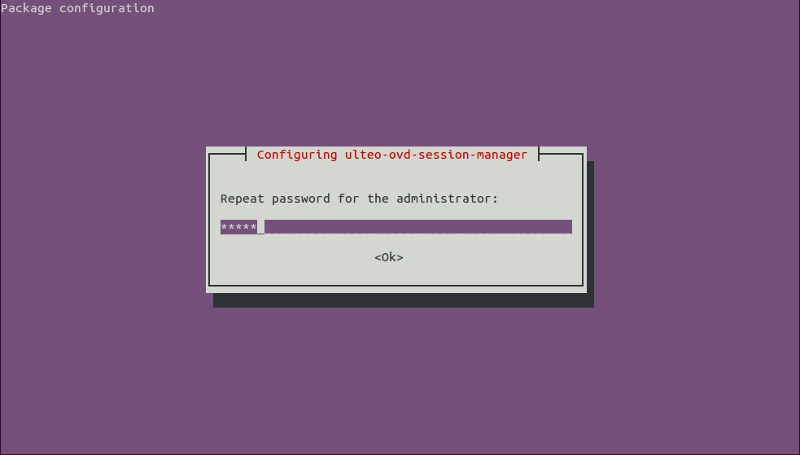 Package configuration
Configuring ulteo-ovd-session-manager
Repeat password for the administrator:
*****
<Ok>